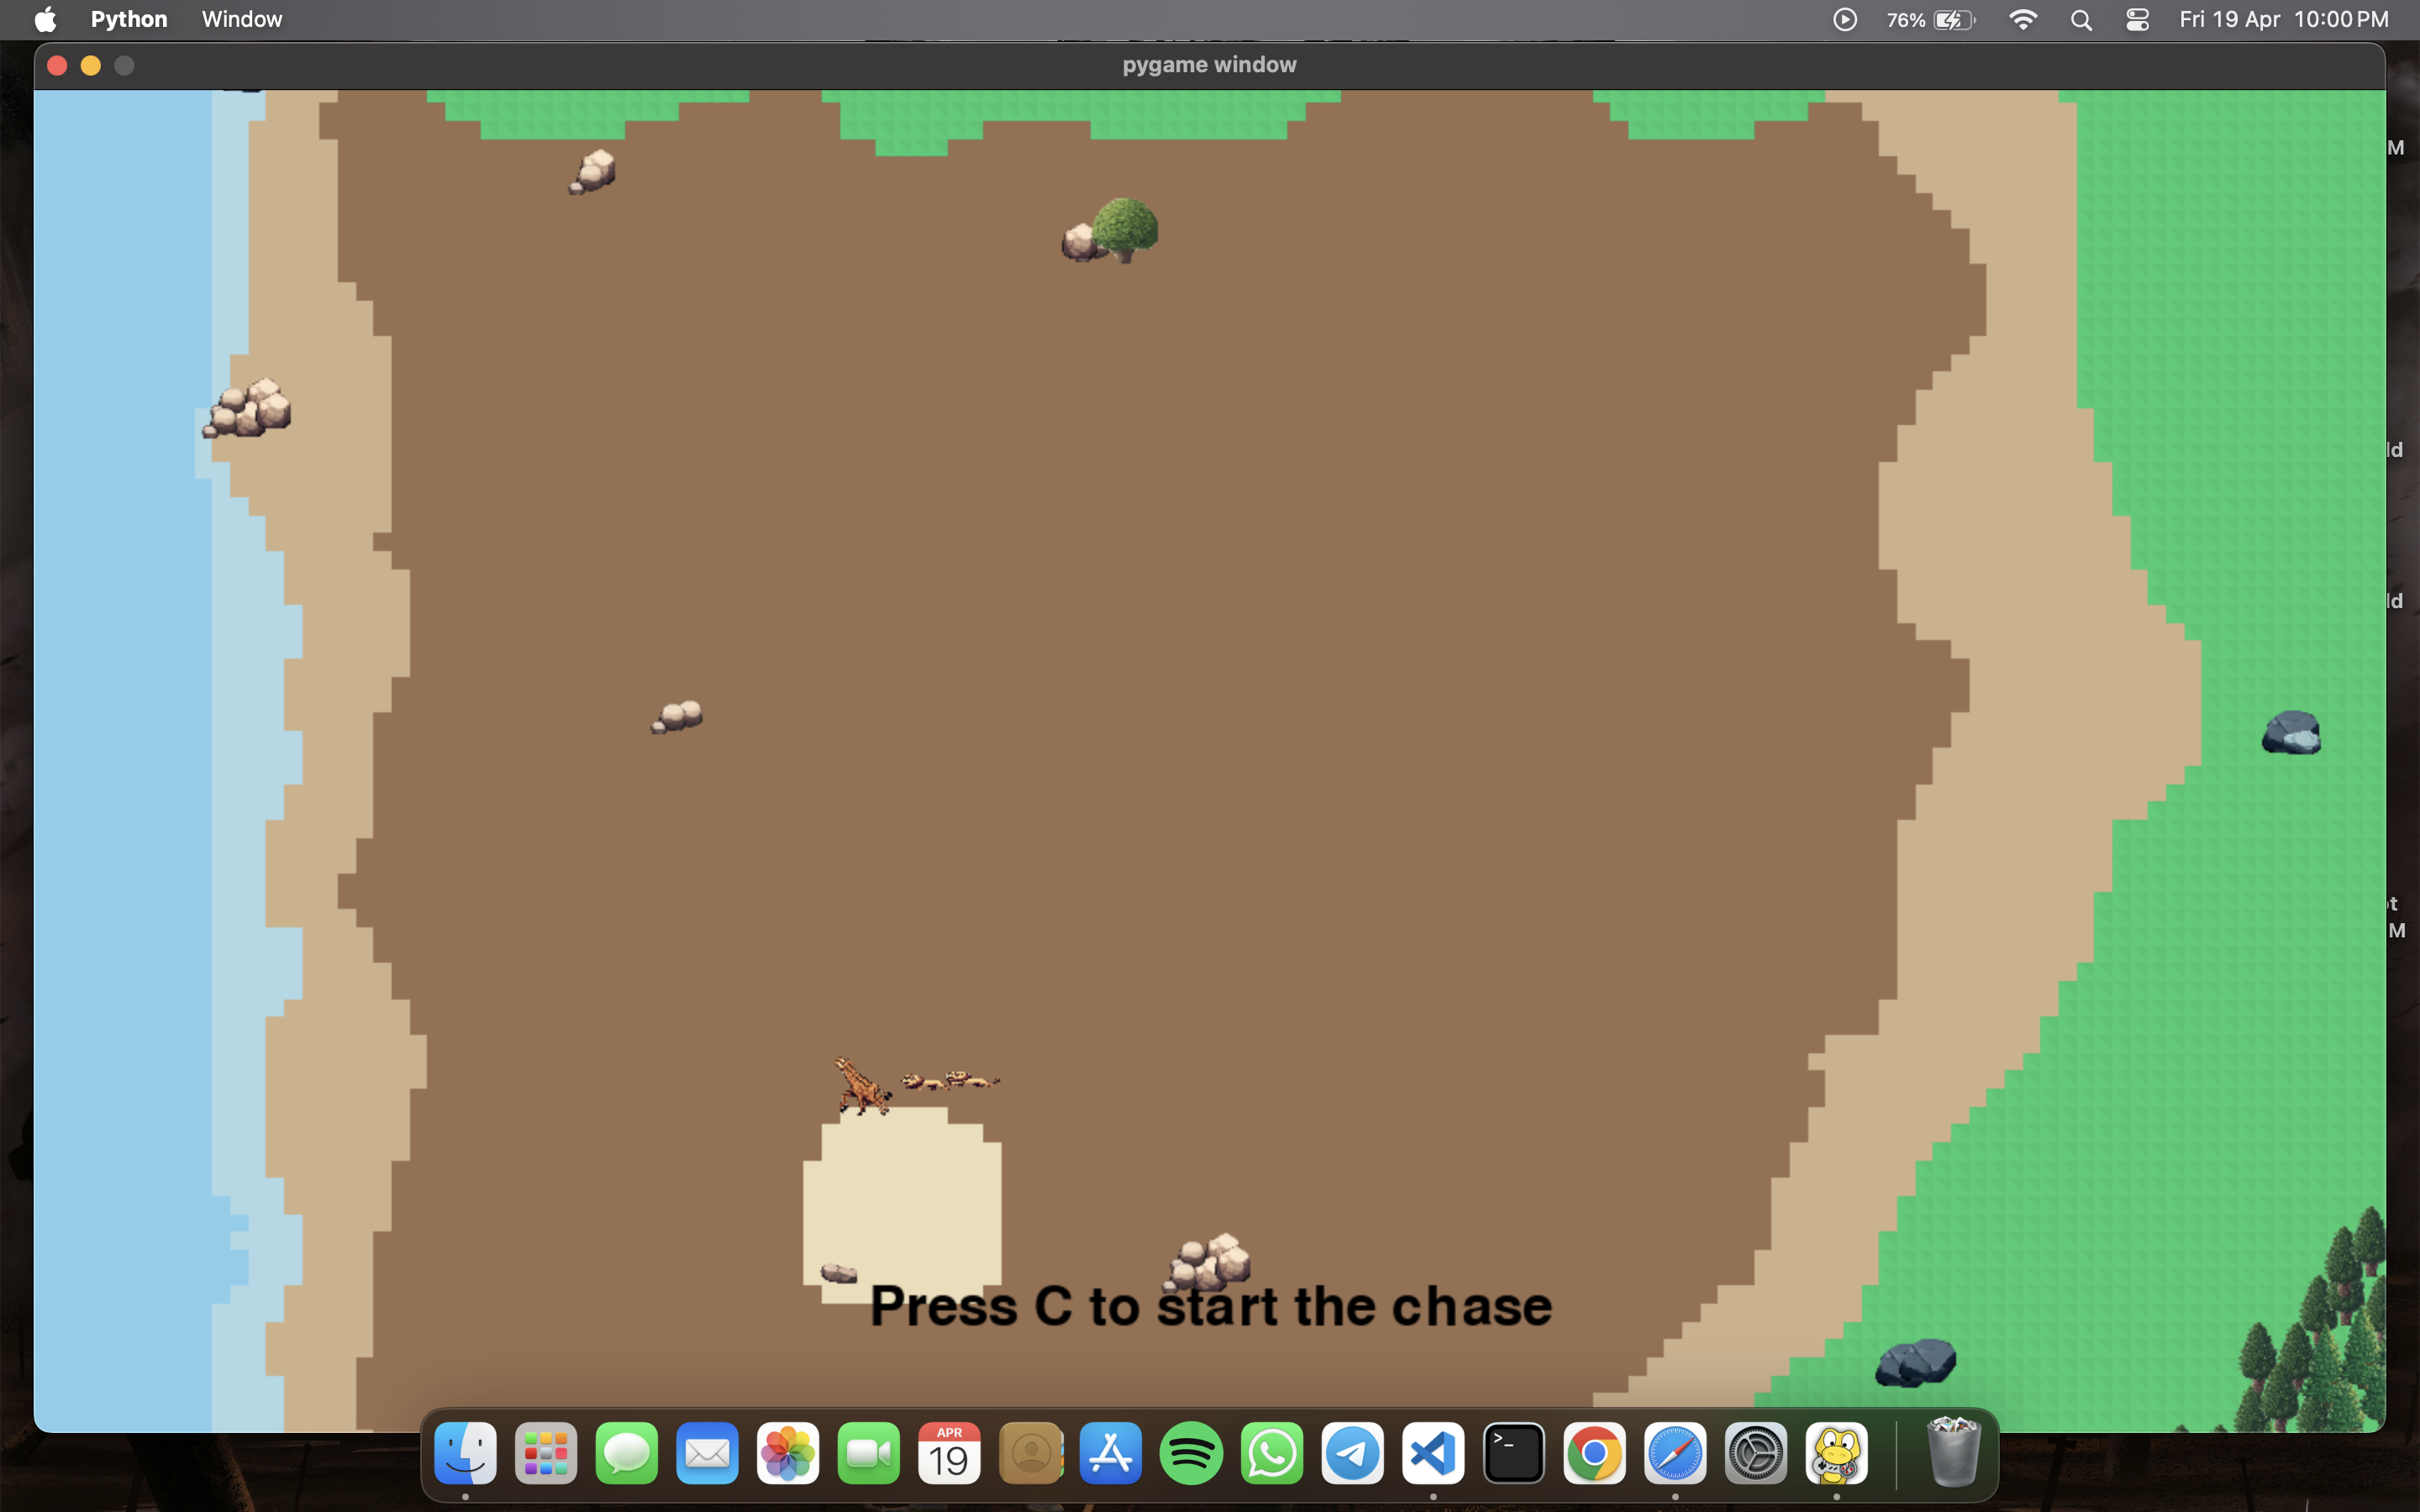 Python Window 76% Fri 19 Apr 10:00 PM
pygame window
M
ld
ld
ot
M
Press C to start the chase
APR
19
>_